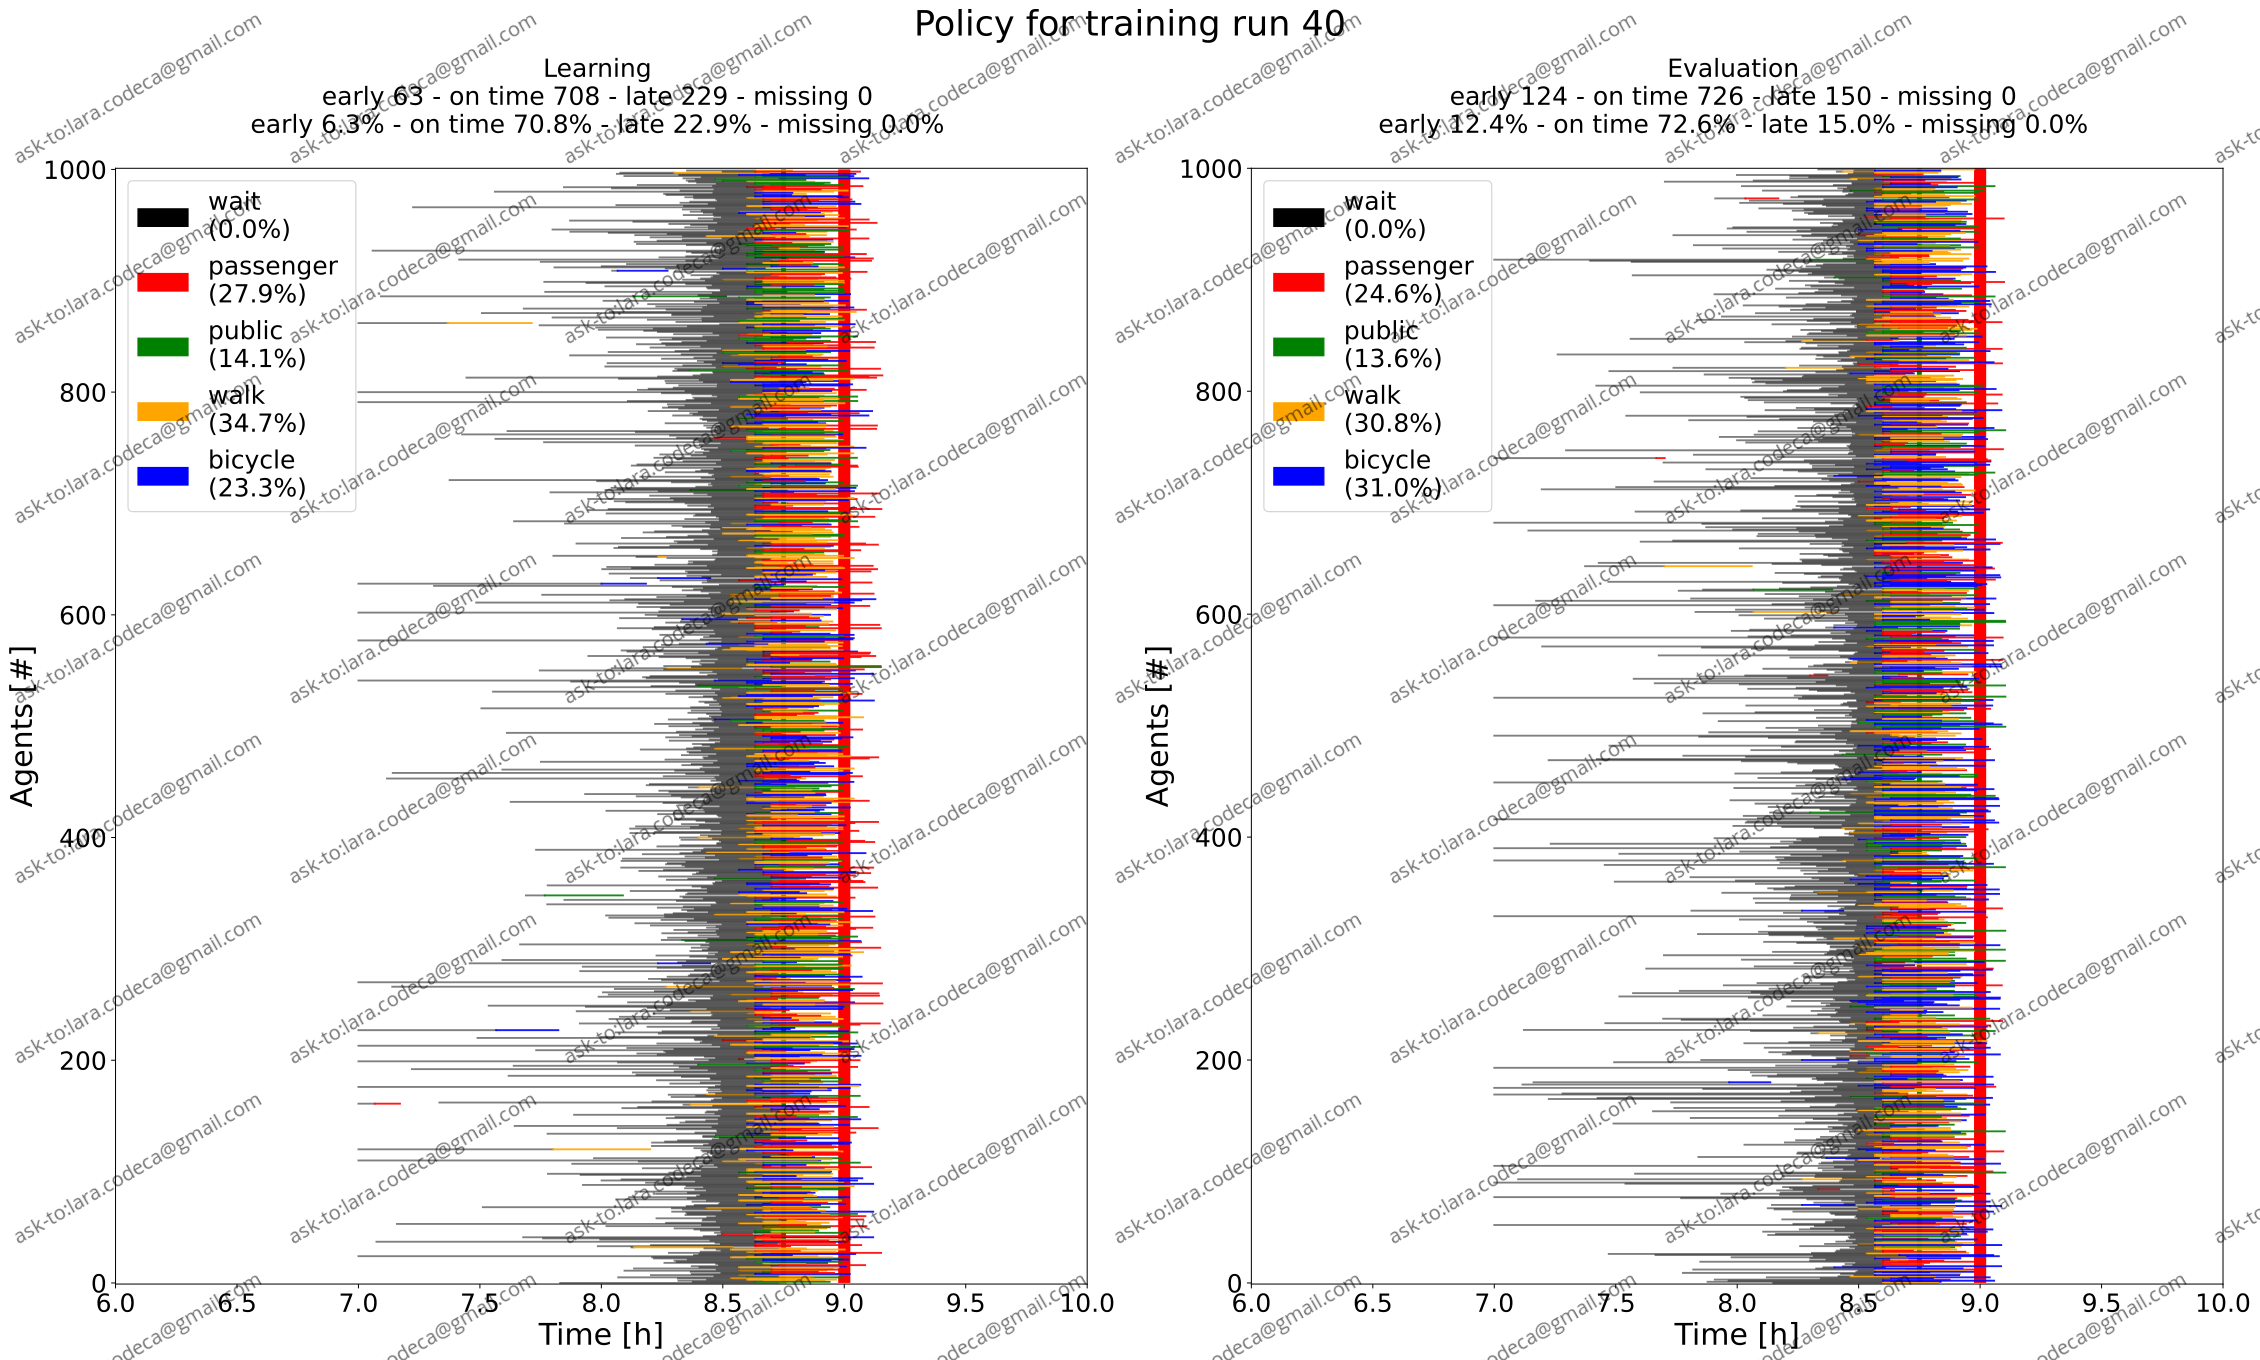 Policy for training run 40
Learning
early 63 - on time 708 - late 229 - missing 0
early 6.3% - on time 70.8% - late 22.9% - missing 0.0%
1000
800
600
400
200
0
Agents [#]
wait
(0.0%)
passenger
(27.9%)
public
(14.1%)
walk
(34.7%)
bicycle
(23.3%)
6.0 6.5 7.0 7.5 8.0 8.5 9.0 9.5 10.0
Time [h]
Evaluation
early 124 - on time 726 - late 150 - missing 0
early 12.4% - on time 72.6% - late 15.0% - missing 0.0%
1000
800
600
400
200
0
Agents [#]
wait
(0.0%)
passenger
(24.6%)
public
(13.6%)
walk
(30.8%)
bicycle
(31.0%)
6.0 6.5 7.0 7.5 8.0 8.5 9.0 9.5 10.0
Time [h]
ask-to:lara.codeca@gmail.com